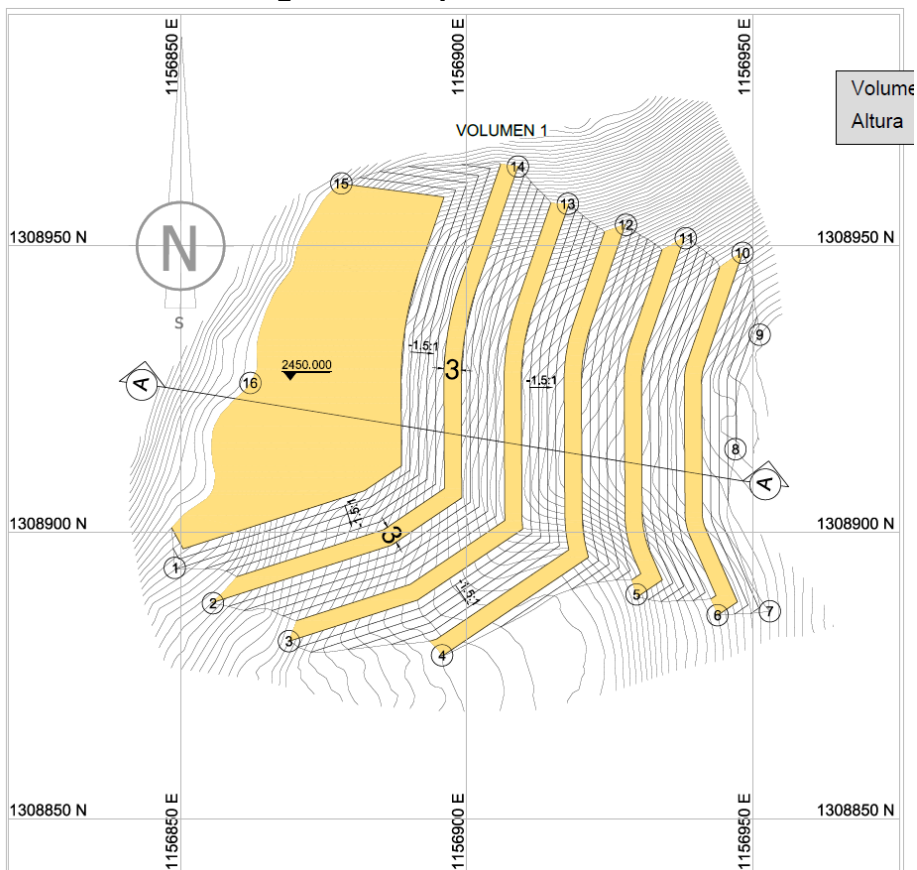 1156850 E
1156900 E
1156950 E
Volume
Altura
VOLUMEN 1
14
15
13
12
11
10
1308950 N
1308950 N
N
S
9
-1.5:1
3
2450.000
-1.5:1
16
A
8
A
-1.5:1
1308900 N
3
1308900 N
1
-1.5:1
5
2
7
6
3
4
1308850 N
1308850 N
1156850 E
1156900 E
1156950 E